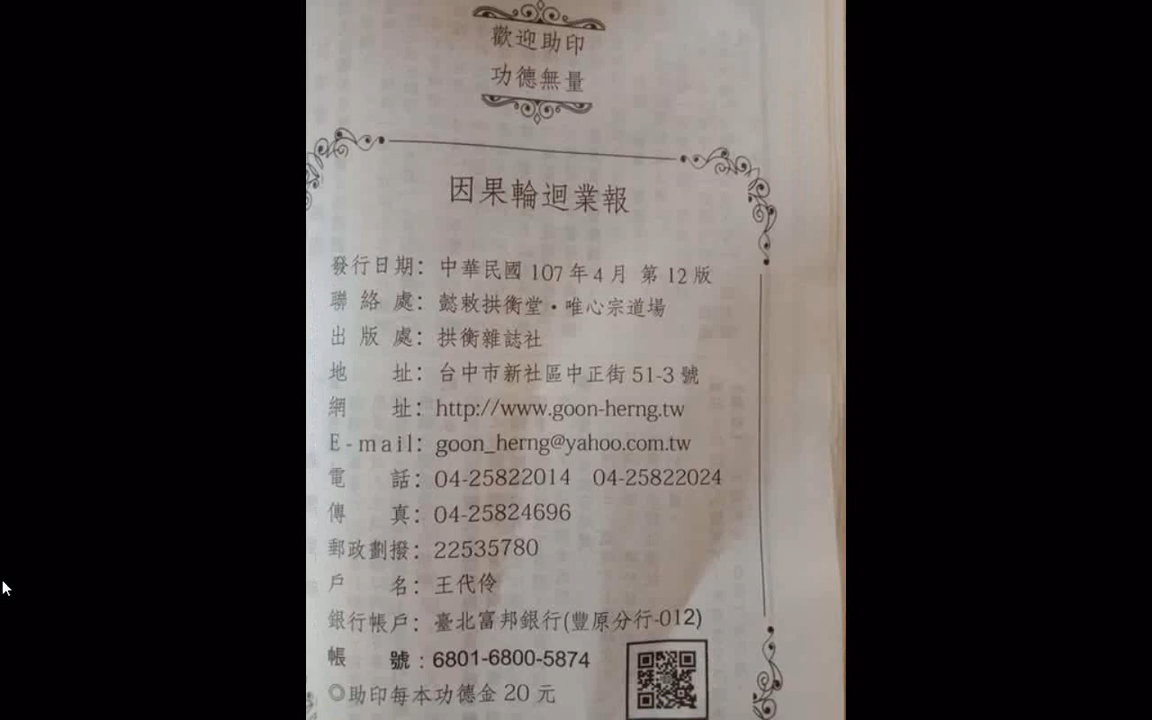 歡迎助印
功德無量
因果輪迴業報
發行日期：中華民國 107 年 4 月 第 12 版
聯絡處：懿敕拱衡堂・唯心宗道場
出版處：拱衡雜誌社
地址：台中市新社區中正街 51-3 號
網址：http://www.goon-herng.tw
E-mail：goon_herng@yahoo.com.tw
電話：04-25822014 04-25822024
傳真：04-25824696
郵政劃撥：22535780
戶名：王代伶
銀行帳戶：臺北富邦銀行(豐原分行-012)
帳號：6801-6800-5874
◎助印每本功德金 20 元